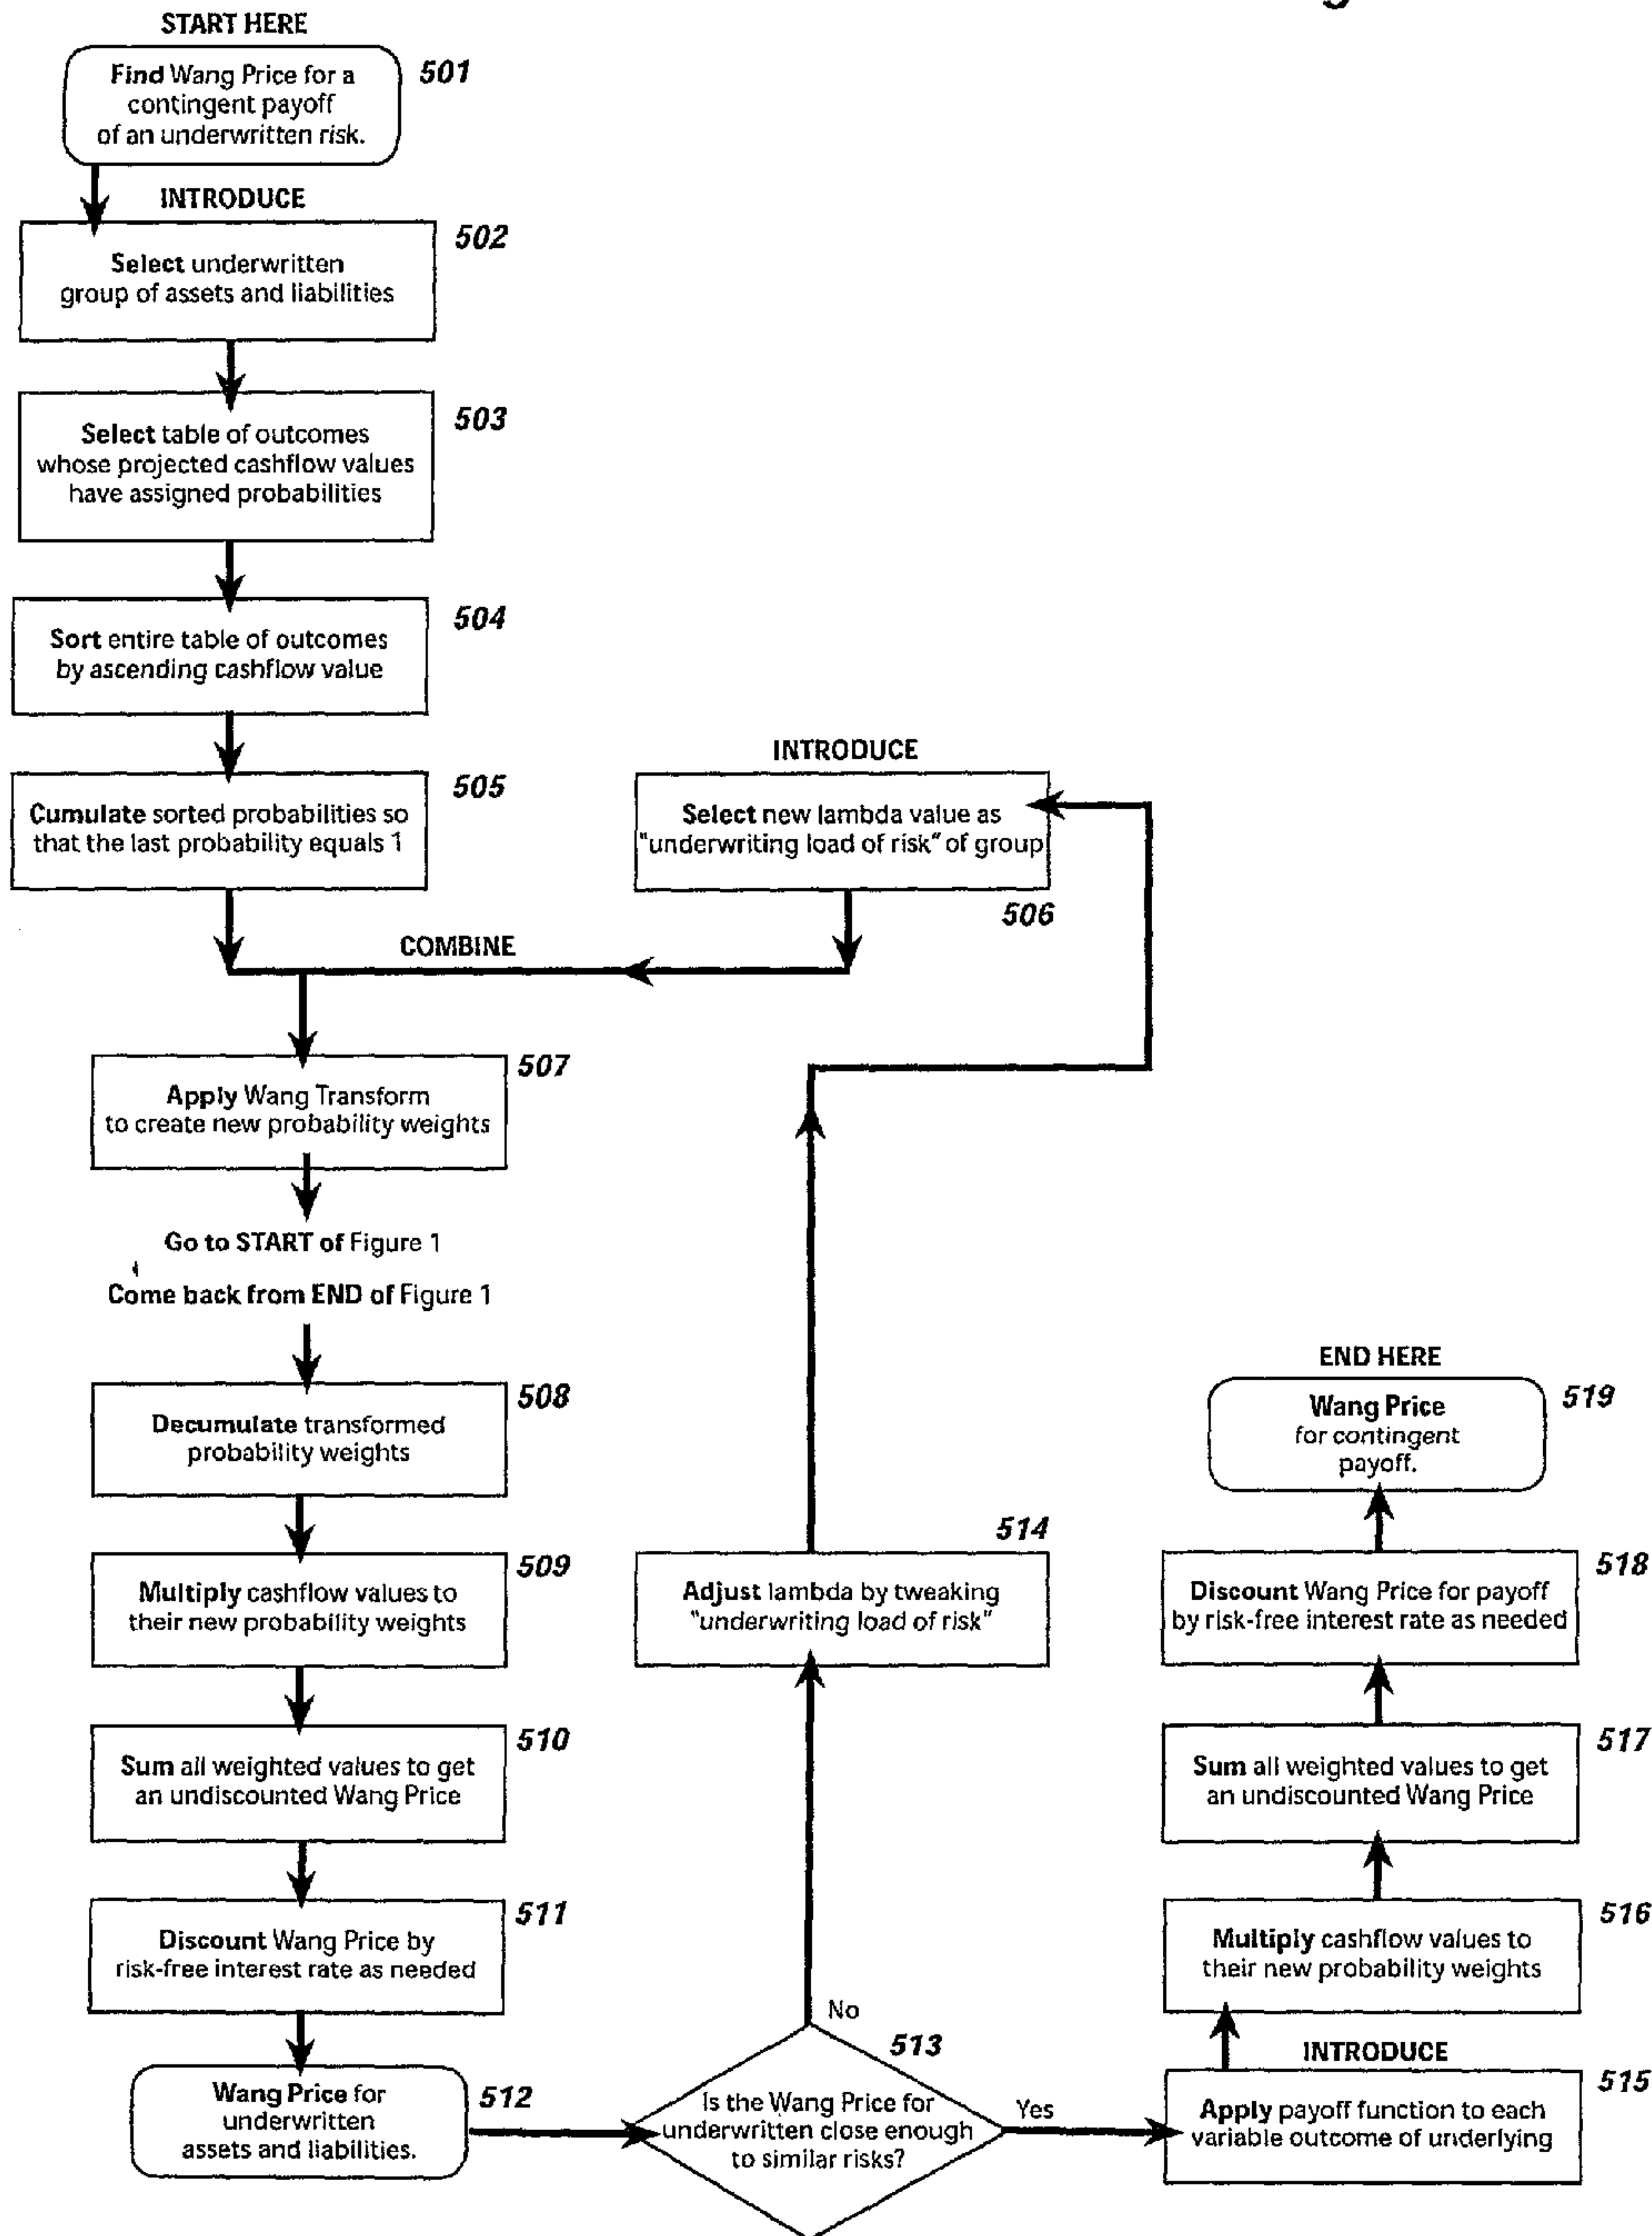 START HERE
Find Wang Price for a
contingent payoff
of an underwritten risk.
501
INTRODUCE
502
Select underwritten
group of assets and liabilities
503
Select table of outcomes
whose projected cashflow values
have assigned probabilities
504
Sort entire table of outcomes
by ascending cashflow value
505
Cumulate sorted probabilities so
that the last probability equals 1
INTRODUCE
Select new lambda value as
"underwriting load of risk" of group
506
COMBINE
507
Apply Wang Transform
to create new probability weights
Go to START of Figure 1
Come back from END of Figure 1
508
Decumulate transformed
probability weights
509
Multiply cashflow values to
their new probability weights
510
Sum all weighted values to get
an undiscounted Wang Price
511
Discount Wang Price by
risk-free interest rate as needed
Wang Price for
underwritten
assets and liabilities.
512
513
Is the Wang Price for
underwritten close enough
to similar risks?
No
Yes
514
Adjust lambda by tweaking
"underwriting load of risk"
INTRODUCE
515
Apply payoff function to each
variable outcome of underlying
516
Multiply cashflow values to
their new probability weights
517
Sum all weighted values to get
an undiscounted Wang Price
518
Discount Wang Price for payoff
by risk-free interest rate as needed
END HERE
519
Wang Price
for contingent
payoff.